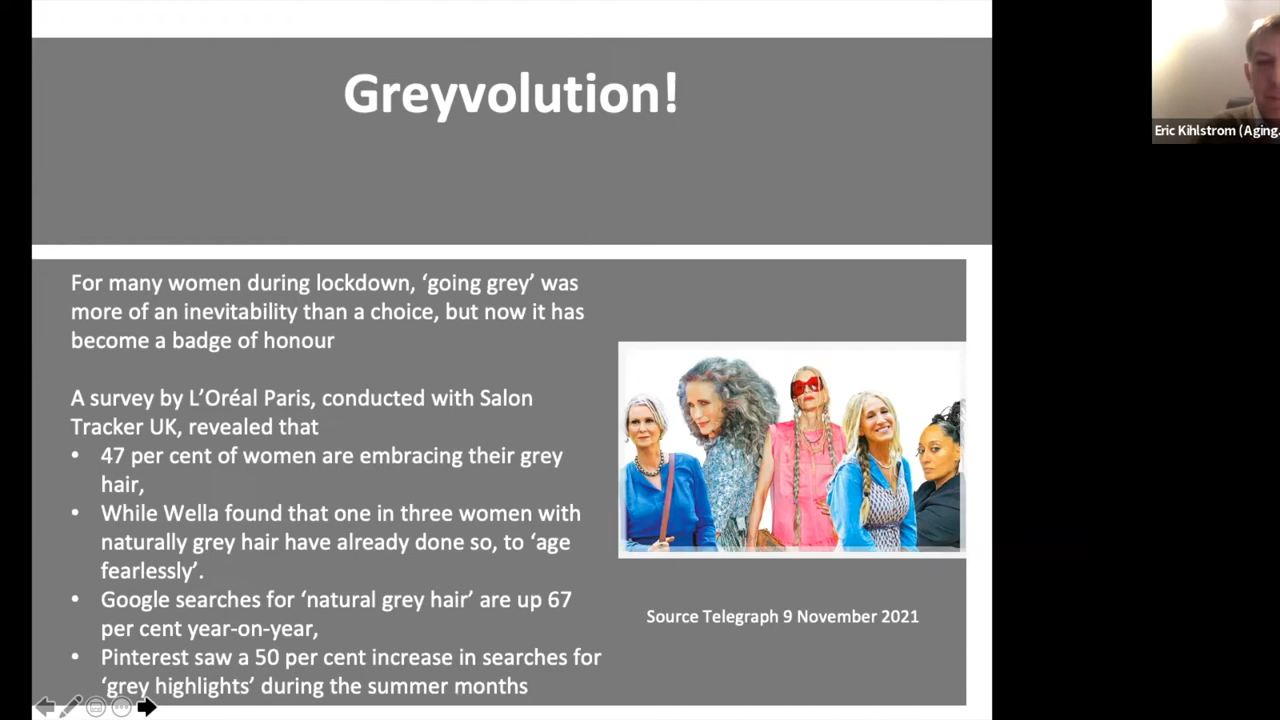 Greyvolution!
Eric Kihlstrom (Aging.
For many women during lockdown, ‘going grey’ was
more of an inevitability than a choice, but now it has
become a badge of honour
A survey by L’Oréal Paris, conducted with Salon
Tracker UK, revealed that
• 47 per cent of women are embracing their grey
hair,
• While Wella found that one in three women with
naturally grey hair have already done so, to ‘age
fearlessly’.
• Google searches for ‘natural grey hair’ are up 67
per cent year-on-year,
• Pinterest saw a 50 per cent increase in searches for
‘grey highlights’ during the summer months
Source Telegraph 9 November 2021